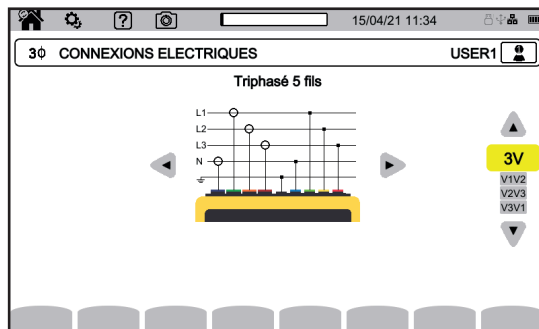 15/04/21 11:34
3ϕ CONNEXIONS ELECTRIQUES
USER1
Triphasé 5 fils
L1
L2
L3
N
3V
V1V2
V2V3
V3V1